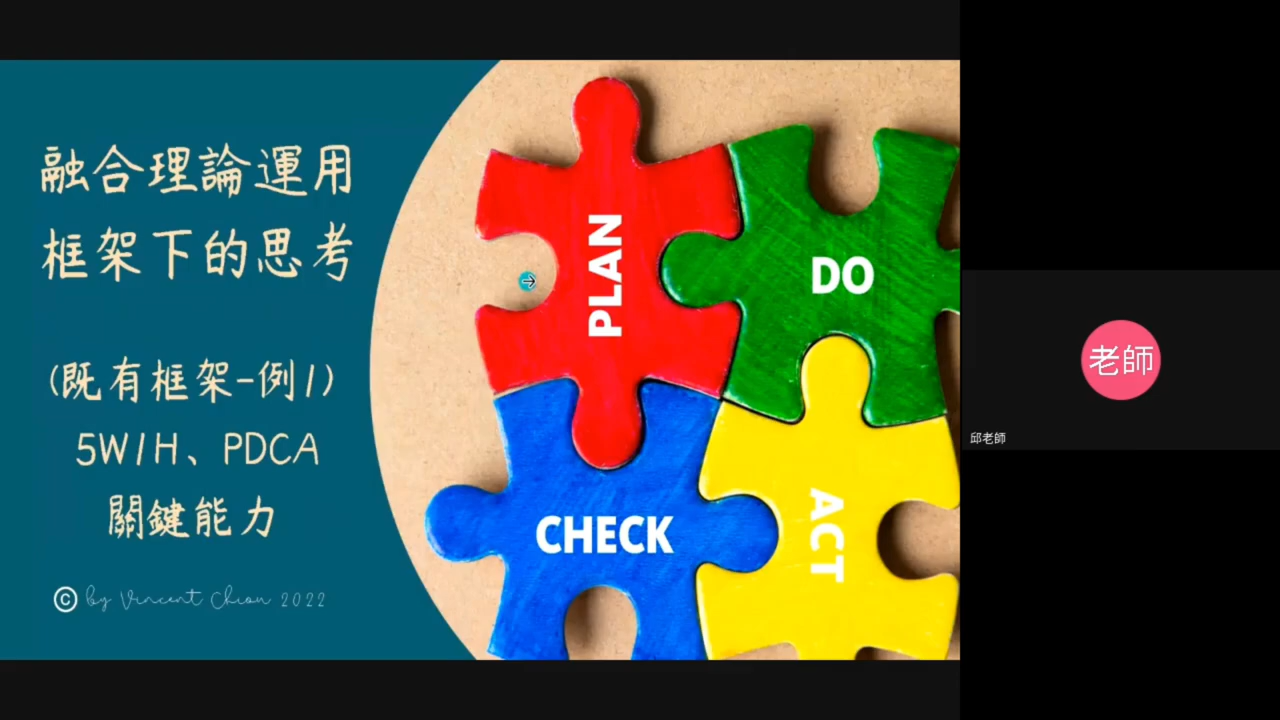 融合理論運用
框架下的思考
(既有框架-例1)
5W1H、PDCA
關鍵能力
© by Vincent Chiou 2022
PLAN
DO
CHECK
ACT
老師
邱老師